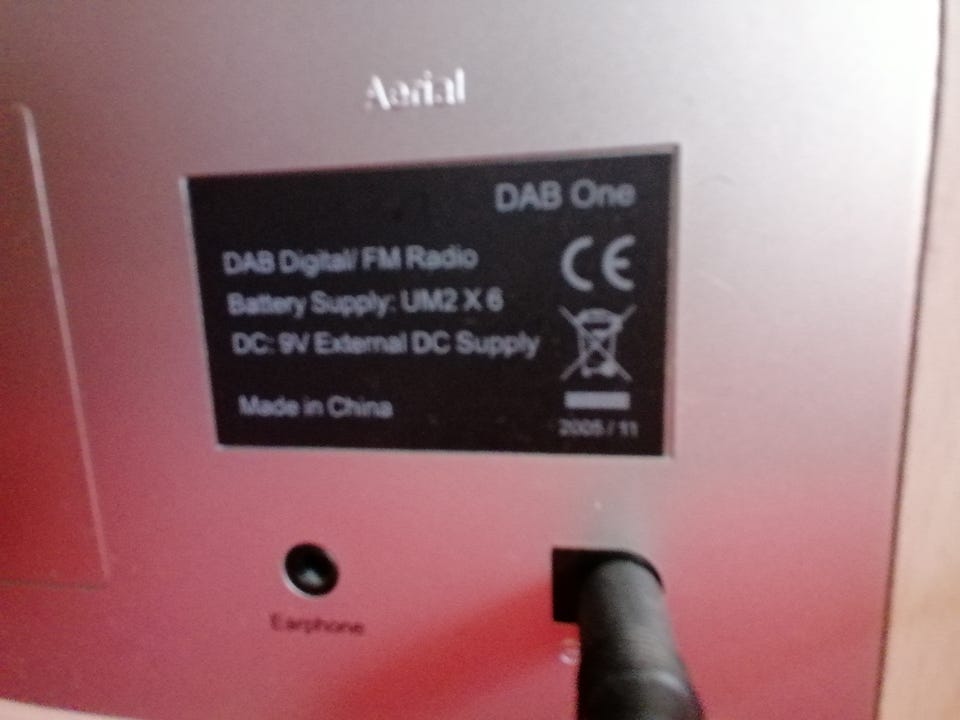 Aerial
DAB One
DAB Digital/ FM Radio
CE
Battery Supply: UM2 X 6
DC: 9V External DC Supply
Made in China
2005 / 11
Earphone